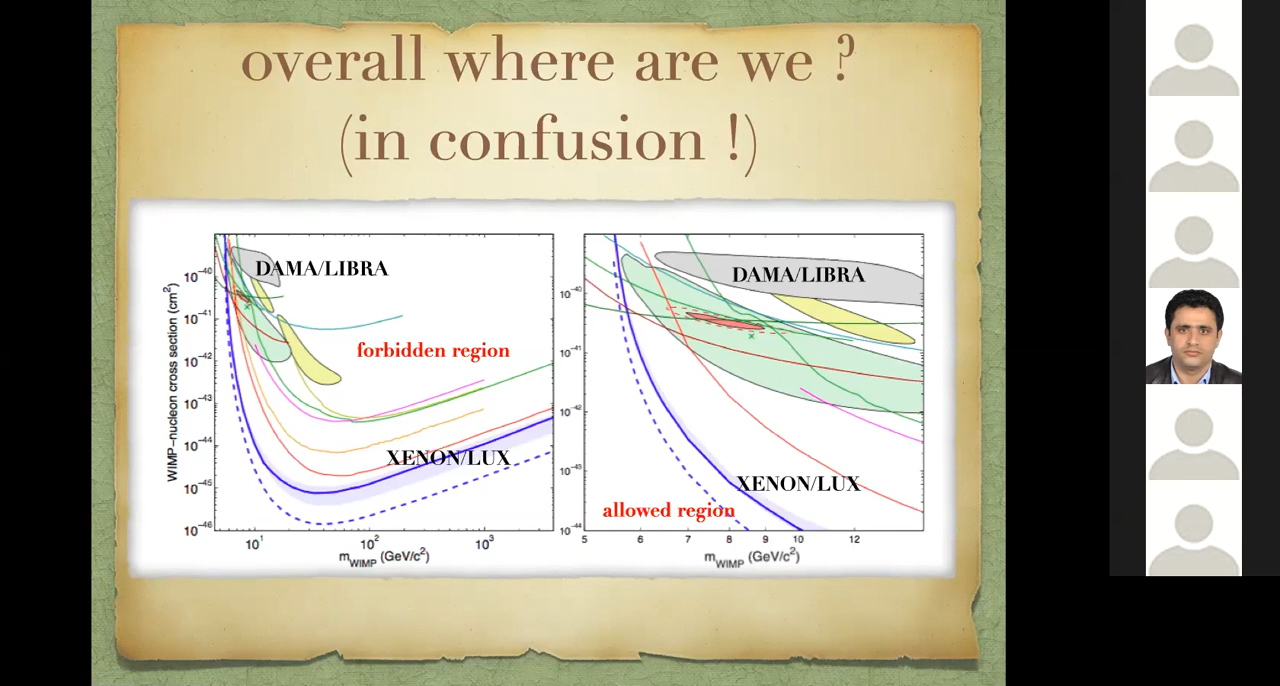 overall where are we ?
(in confusion !)
DAMA/LIBRA
forbidden region
XENON/LUX
WIMP−nucleon cross section (cm²)
10⁻⁴⁰
10⁻⁴¹
10⁻⁴²
10⁻⁴³
10⁻⁴⁴
10⁻⁴⁵
10⁻⁴⁶
10¹
10²
10³
m_WIMP (GeV/c²)
DAMA/LIBRA
XENON/LUX
allowed region
10⁻⁴⁰
10⁻⁴¹
10⁻⁴²
10⁻⁴³
10⁻⁴⁴
5 6 7 8 9 10 12
m_WIMP (GeV/c²)